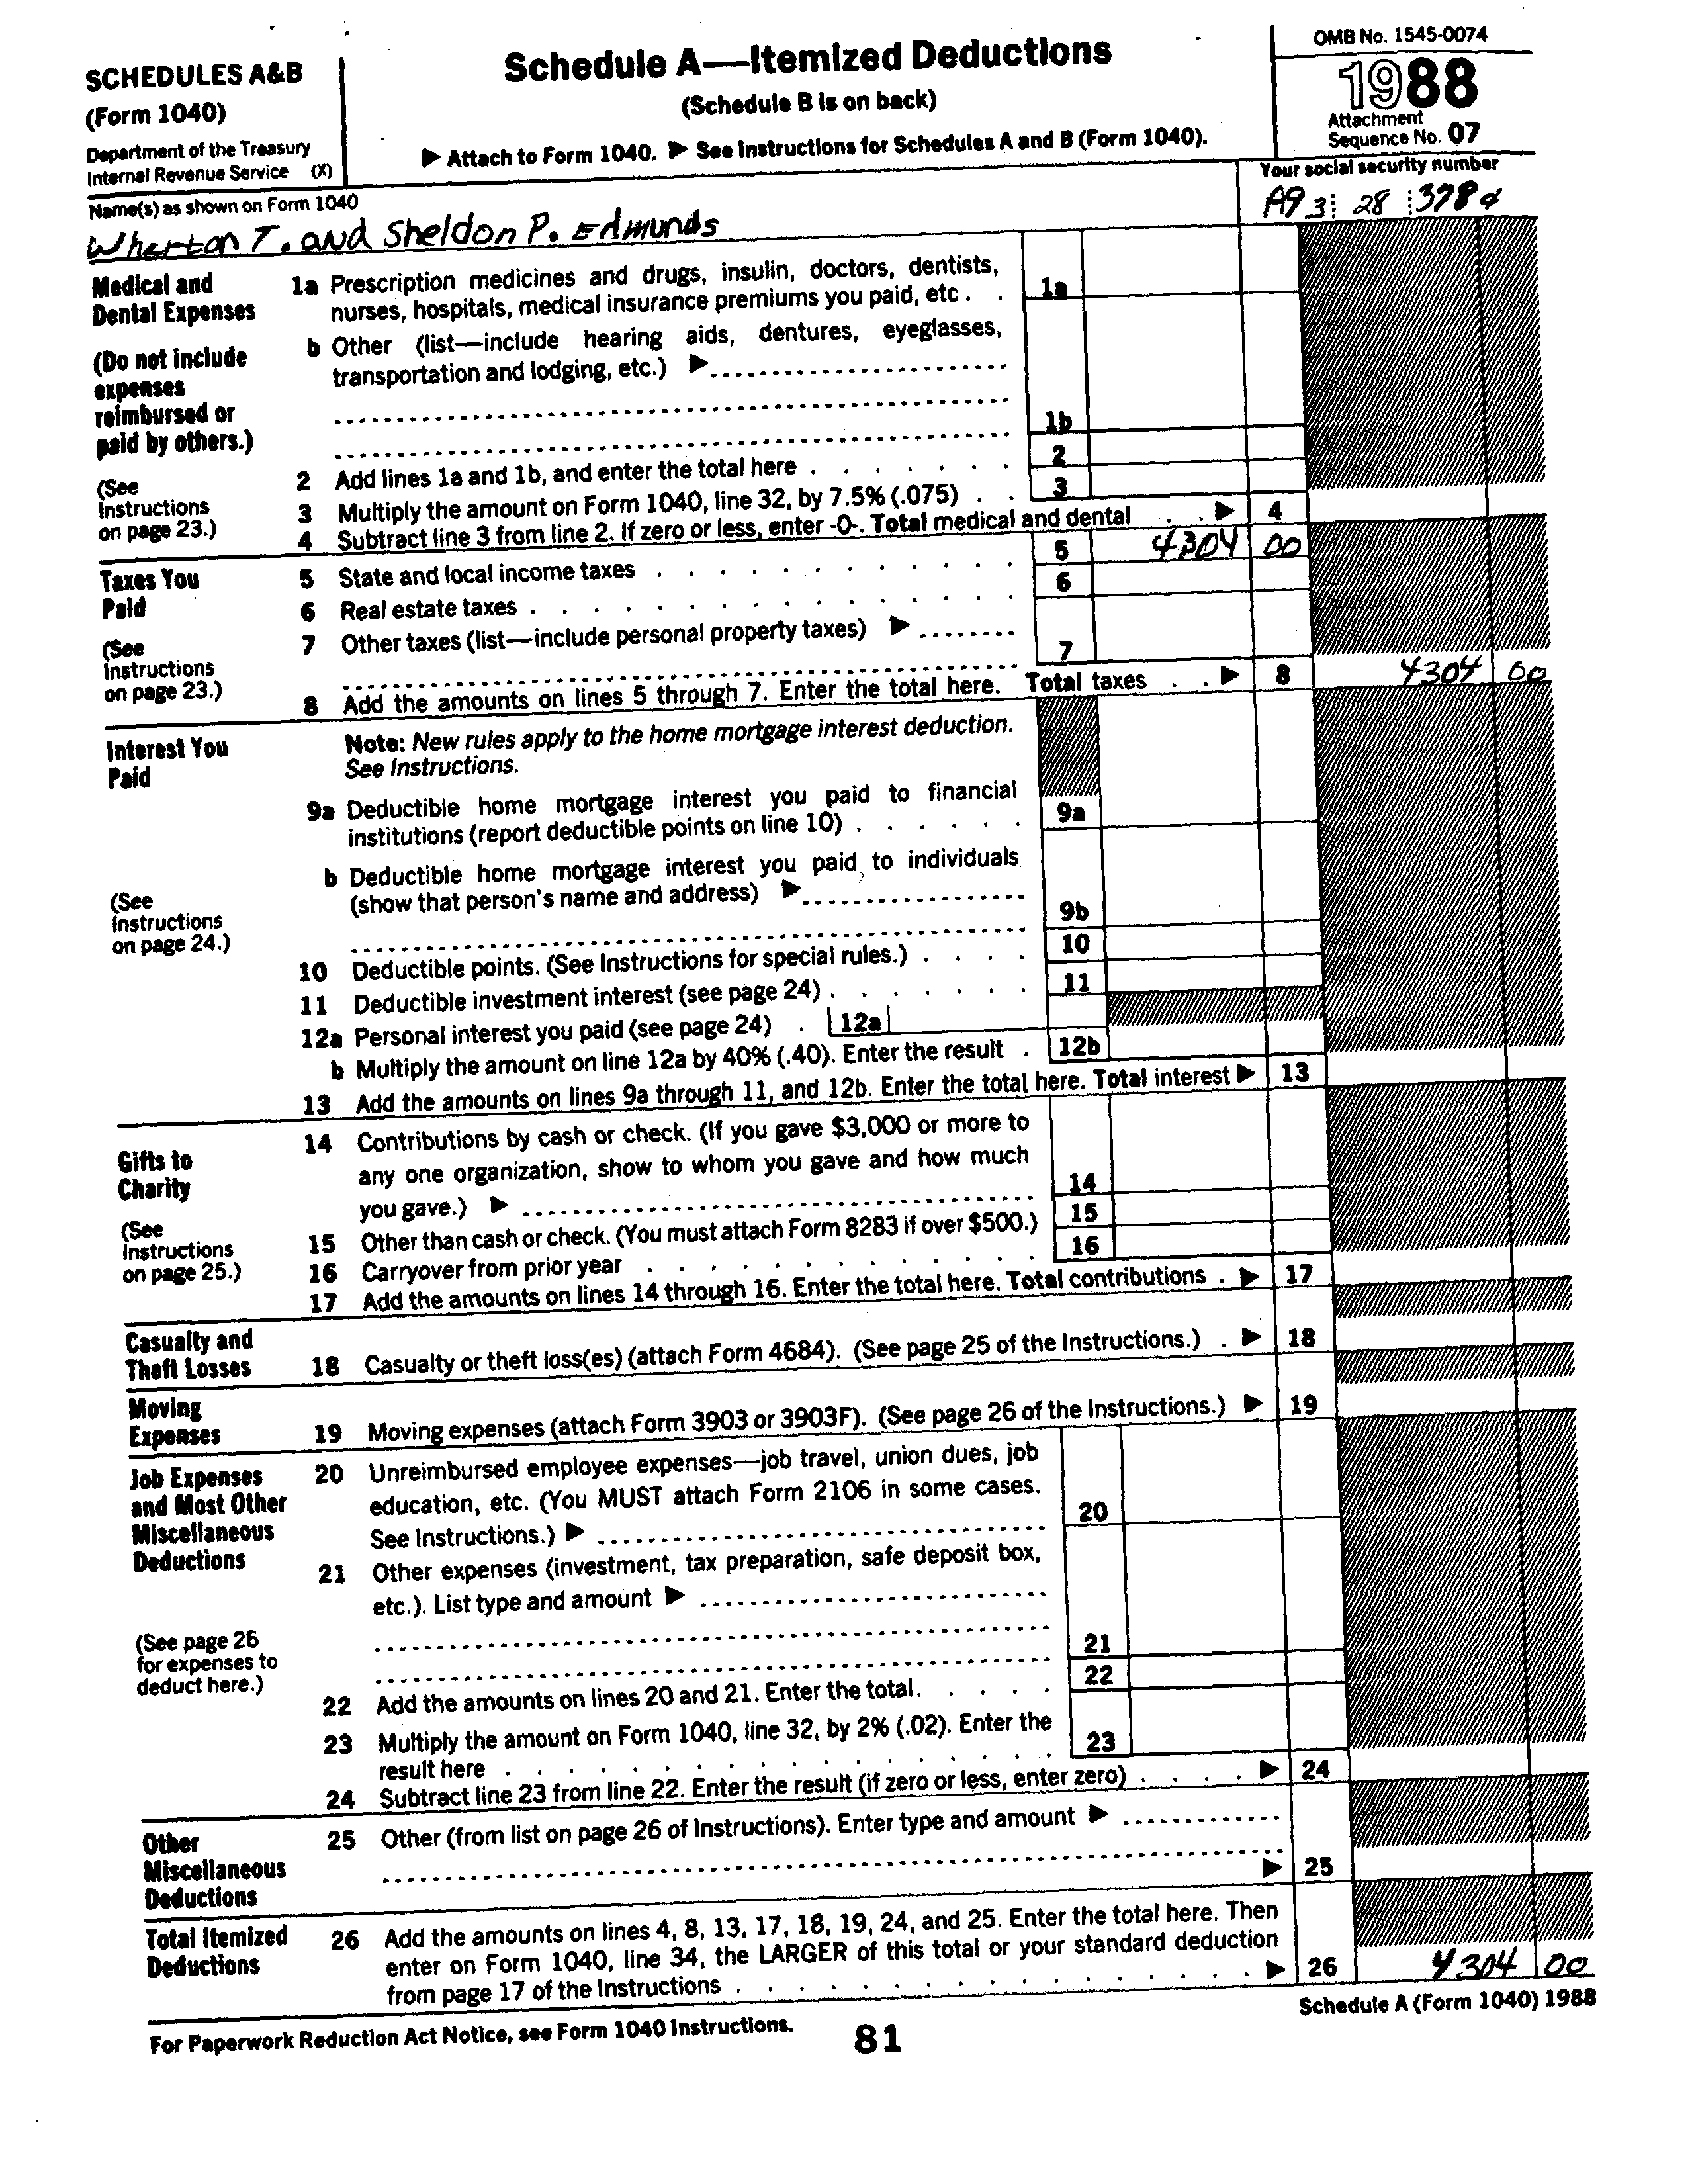 SCHEDULES A&B
(Form 1040)
Department of the Treasury
Internal Revenue Service (X)
Schedule A—Itemized Deductions
(Schedule B is on back)
▶ Attach to Form 1040. ▶ See Instructions for Schedules A and B (Form 1040).
OMB No. 1545-0074
1988
Attachment
Sequence No. 07
Name(s) as shown on Form 1040
Wharton T. and Sheldon P. Edmunds
Your social security number
28
Medical and
Dental Expenses
(Do not include
expenses
reimbursed or
paid by others.)
(See
Instructions
on page 23.)
1a Prescription medicines and drugs, insulin, doctors, dentists,
nurses, hospitals, medical insurance premiums you paid, etc . . 1a
b Other (list—include hearing aids, dentures, eyeglasses,
transportation and lodging, etc.) ▶
1b
2 Add lines 1a and 1b, and enter the total here . . . . . . . 2
3 Multiply the amount on Form 1040, line 32, by 7.5% (.075) . . 3
4 Subtract line 3 from line 2. If zero or less, enter -0-. Total medical and dental . . ▶ 4
Taxes You
Paid
(See
Instructions
on page 23.)
5 State and local income taxes . . . . . . . . . . . . 5 4304 00
6 Real estate taxes . . . . . . . . . . . . . . . . 6
7 Other taxes (list—include personal property taxes) ▶
7
8 Add the amounts on lines 5 through 7. Enter the total here. Total taxes . . ▶ 8 4304 00
Interest You
Paid
(See
Instructions
on page 24.)
Note: New rules apply to the home mortgage interest deduction.
See Instructions.
9a Deductible home mortgage interest you paid to financial
institutions (report deductible points on line 10) . . . . . . 9a
b Deductible home mortgage interest you paid to individuals
(show that person's name and address) ▶
9b
10 Deductible points. (See Instructions for special rules.) . . . . 10
11 Deductible investment interest (see page 24) . . . . . . . 11
12a Personal interest you paid (see page 24) . 12a
b Multiply the amount on line 12a by 40% (.40). Enter the result . 12b
13 Add the amounts on lines 9a through 11, and 12b. Enter the total here. Total interest ▶ 13
Gifts to
Charity
(See
Instructions
on page 25.)
14 Contributions by cash or check. (If you gave $3,000 or more to
any one organization, show to whom you gave and how much
you gave.) ▶ 14
15 Other than cash or check. (You must attach Form 8283 if over $500.) 15
16 Carryover from prior year . . . . . . . . . . . . . 16
17 Add the amounts on lines 14 through 16. Enter the total here. Total contributions . ▶ 17
Casualty and
Theft Losses
18 Casualty or theft loss(es) (attach Form 4684). (See page 25 of the Instructions.) . ▶ 18
Moving
Expenses
19 Moving expenses (attach Form 3903 or 3903F). (See page 26 of the Instructions.) ▶ 19
Job Expenses
and Most Other
Miscellaneous
Deductions
(See page 26
for expenses to
deduct here.)
20 Unreimbursed employee expenses—job travel, union dues, job
education, etc. (You MUST attach Form 2106 in some cases.
See Instructions.) ▶ 20
21 Other expenses (investment, tax preparation, safe deposit box,
etc.). List type and amount ▶
21
22 Add the amounts on lines 20 and 21. Enter the total. . . . . 22
23 Multiply the amount on Form 1040, line 32, by 2% (.02). Enter the
result here . . . . . . . . . . . . . . . . . 23
24 Subtract line 23 from line 22. Enter the result (if zero or less, enter zero) . . . . ▶ 24
Other
Miscellaneous
Deductions
25 Other (from list on page 26 of Instructions). Enter type and amount ▶
▶ 25
Total Itemized
Deductions
26 Add the amounts on lines 4, 8, 13, 17, 18, 19, 24, and 25. Enter the total here. Then
enter on Form 1040, line 34, the LARGER of this total or your standard deduction
from page 17 of the Instructions . . . . . . . . . . . . . . . . ▶ 26 4304 00
For Paperwork Reduction Act Notice, see Form 1040 Instructions.
81
Schedule A (Form 1040) 1988